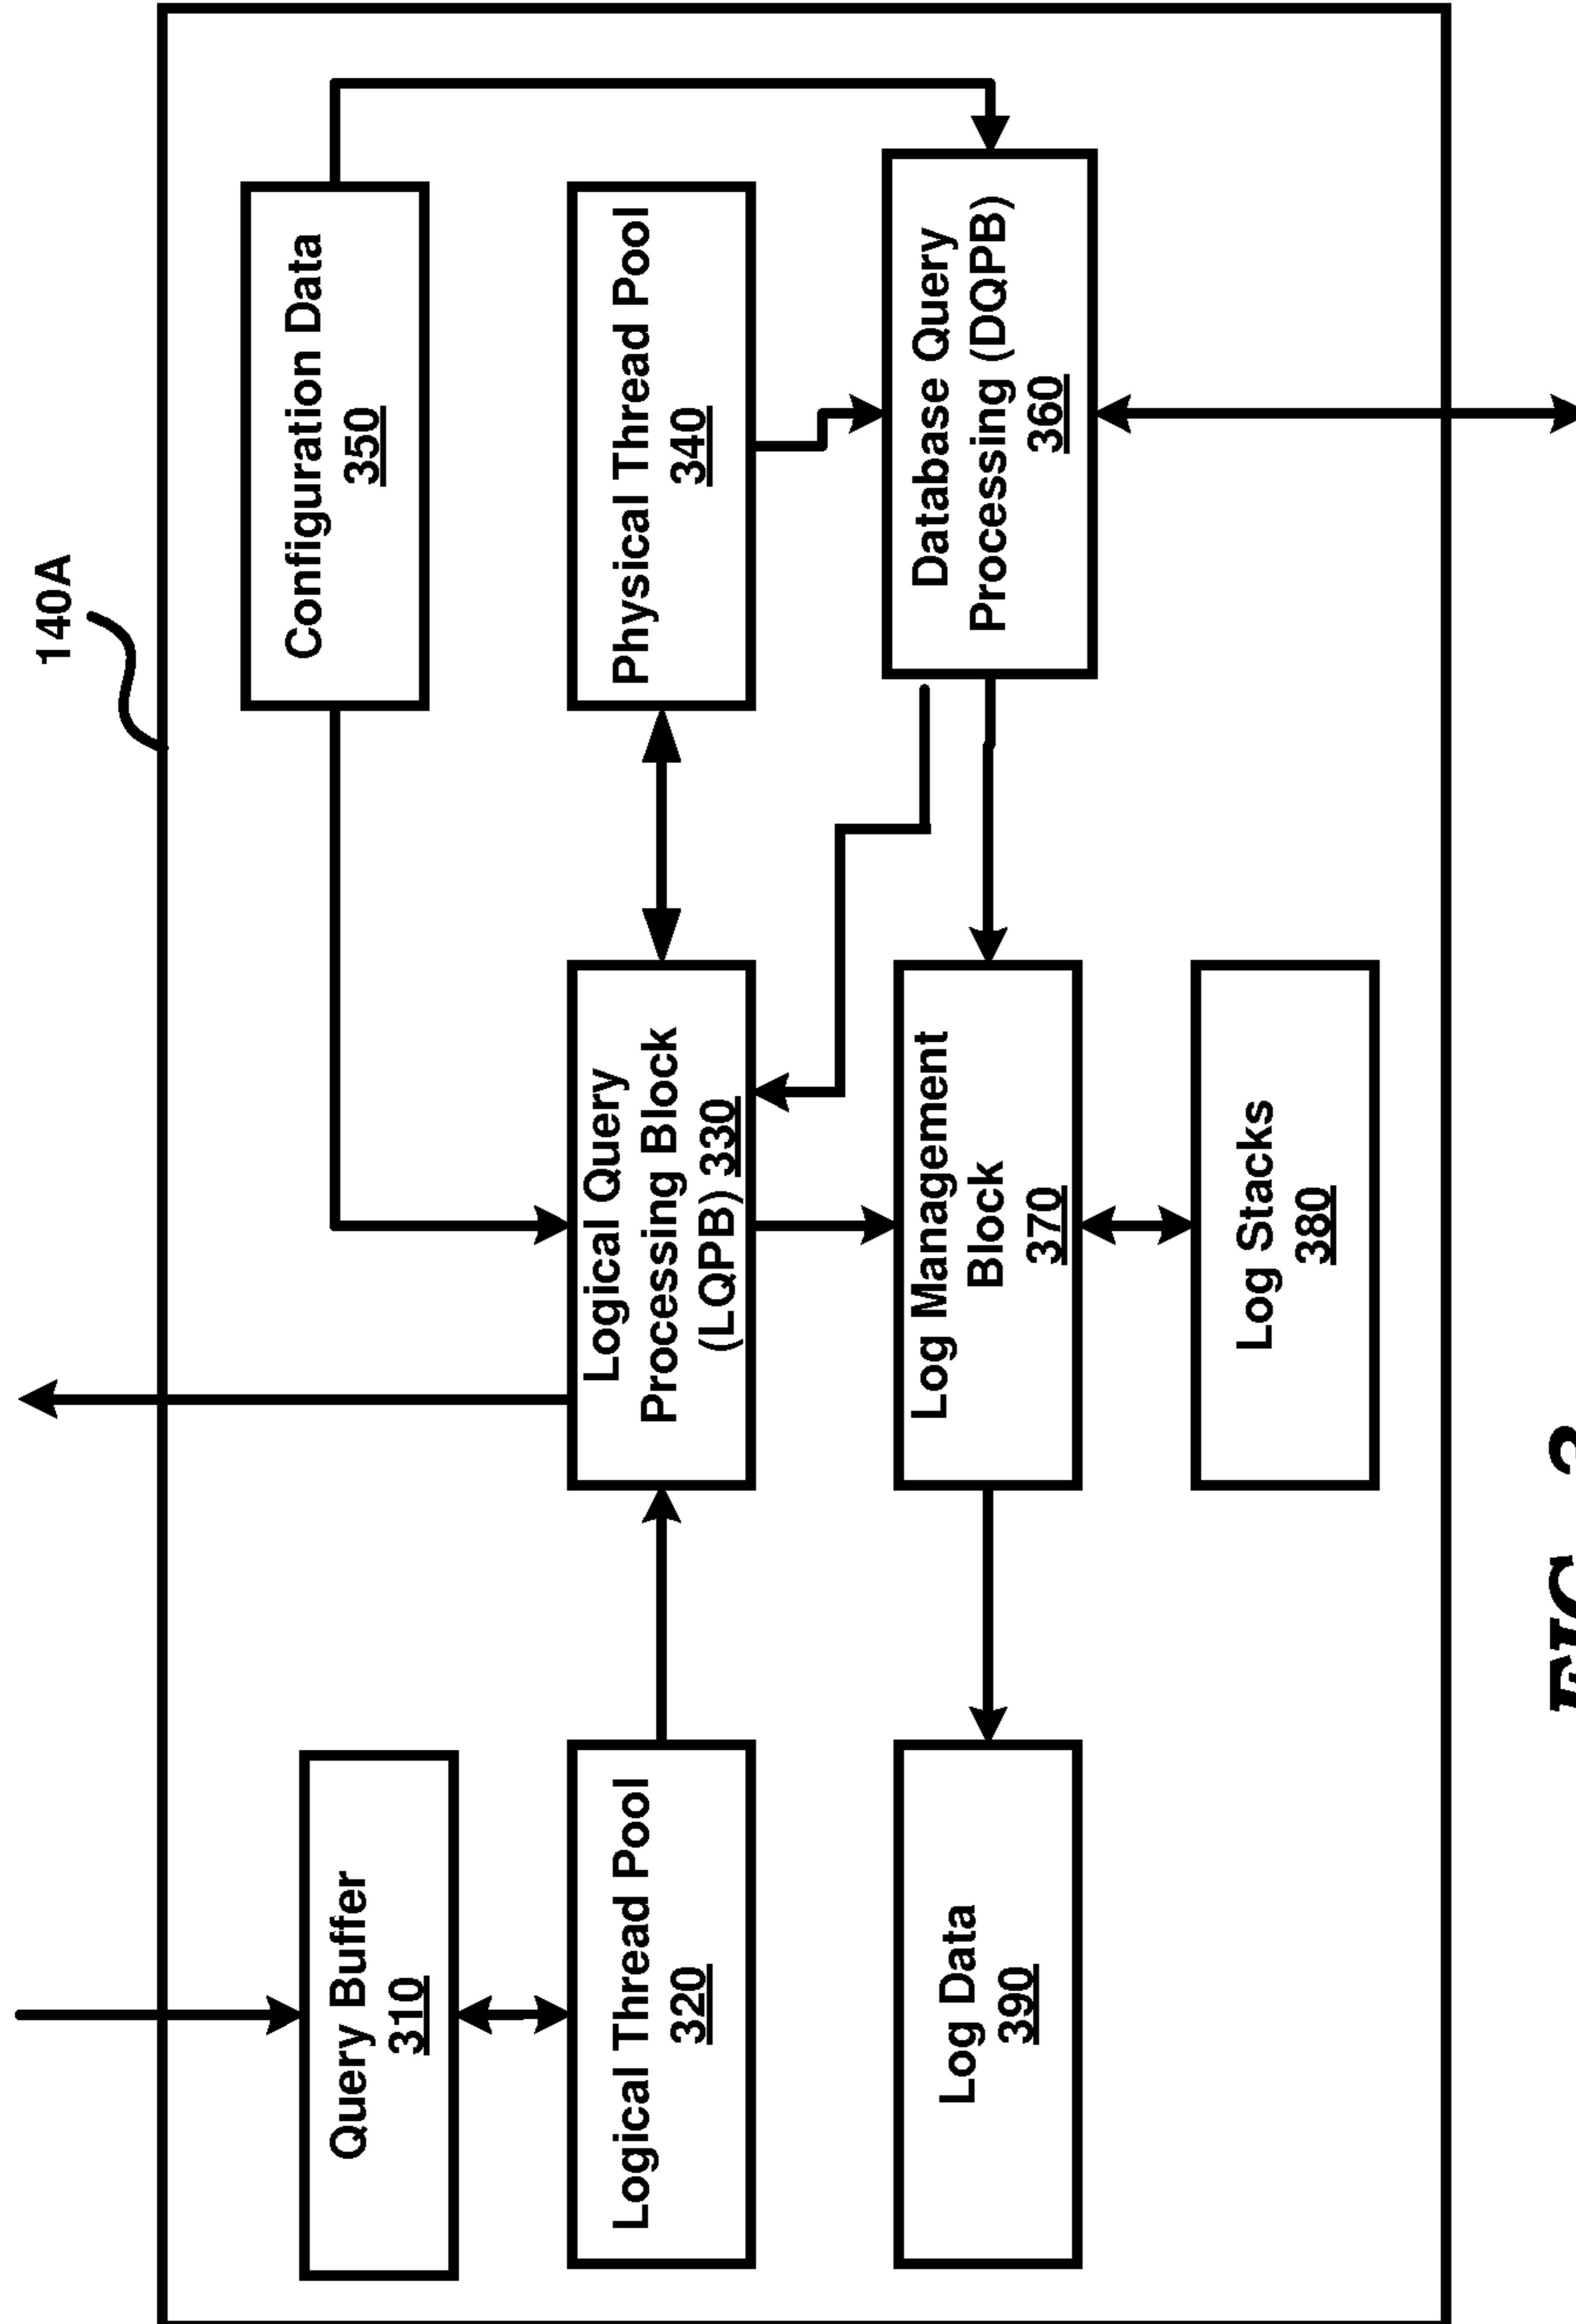 140A
Query Buffer
310
Configuration Data
350
Logical Thread Pool
320
Logical Query
Processing Block
(LQPB) 330
Physical Thread Pool
340
Log Data
390
Log Management
Block
370
Database Query
Processing (DQPB)
360
Log Stacks
380